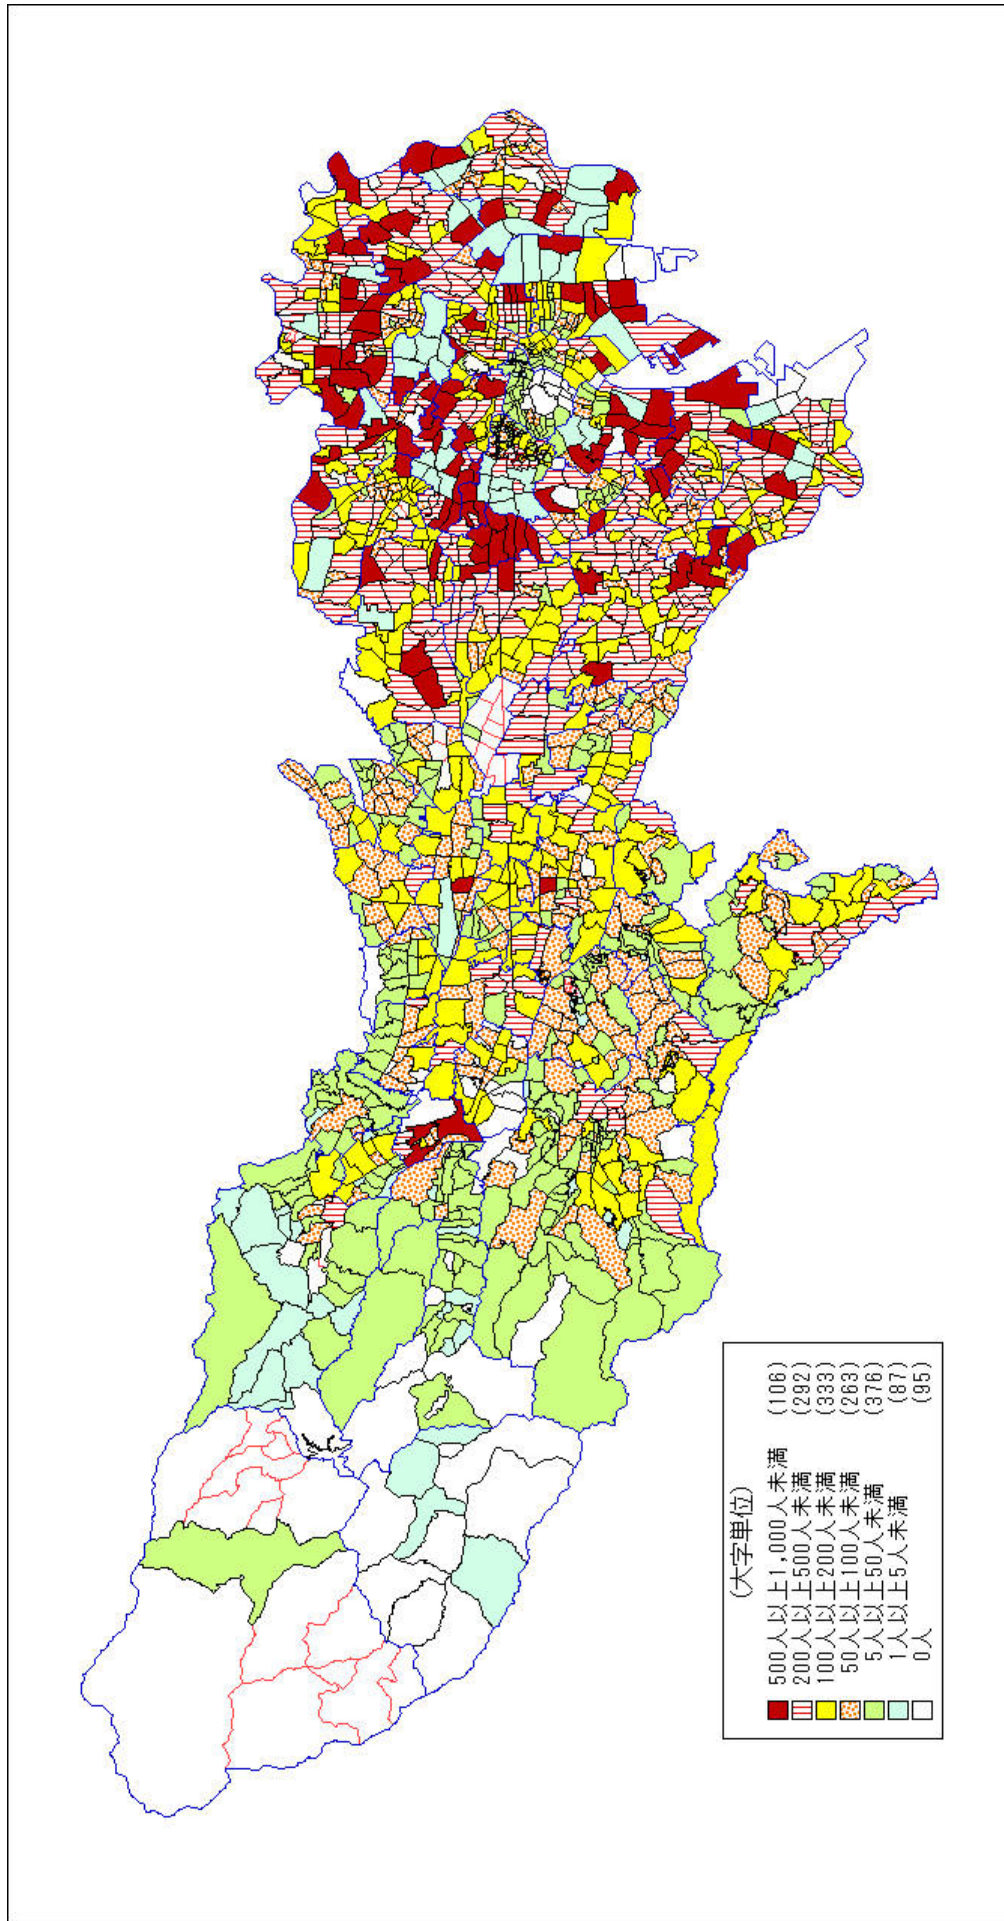 (大字単位)
500人以上1,000人未満 (106)
200人以上500人未満 (292)
100人以上200人未満 (333)
50人以上100人未満 (263)
5人以上50人未満 (376)
1人以上5人未満 (87)
0人 (95)